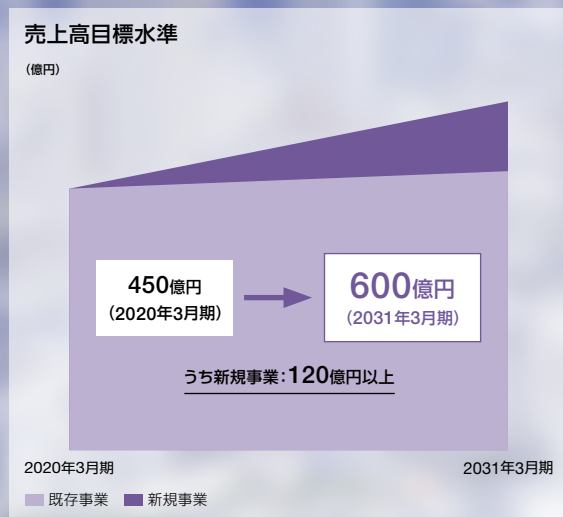 売上高目標水準
（億円）
450億円
（2020年3月期）
600億円
（2031年3月期）
うち新規事業：120億円以上
2020年3月期
2031年3月期
既存事業 新規事業